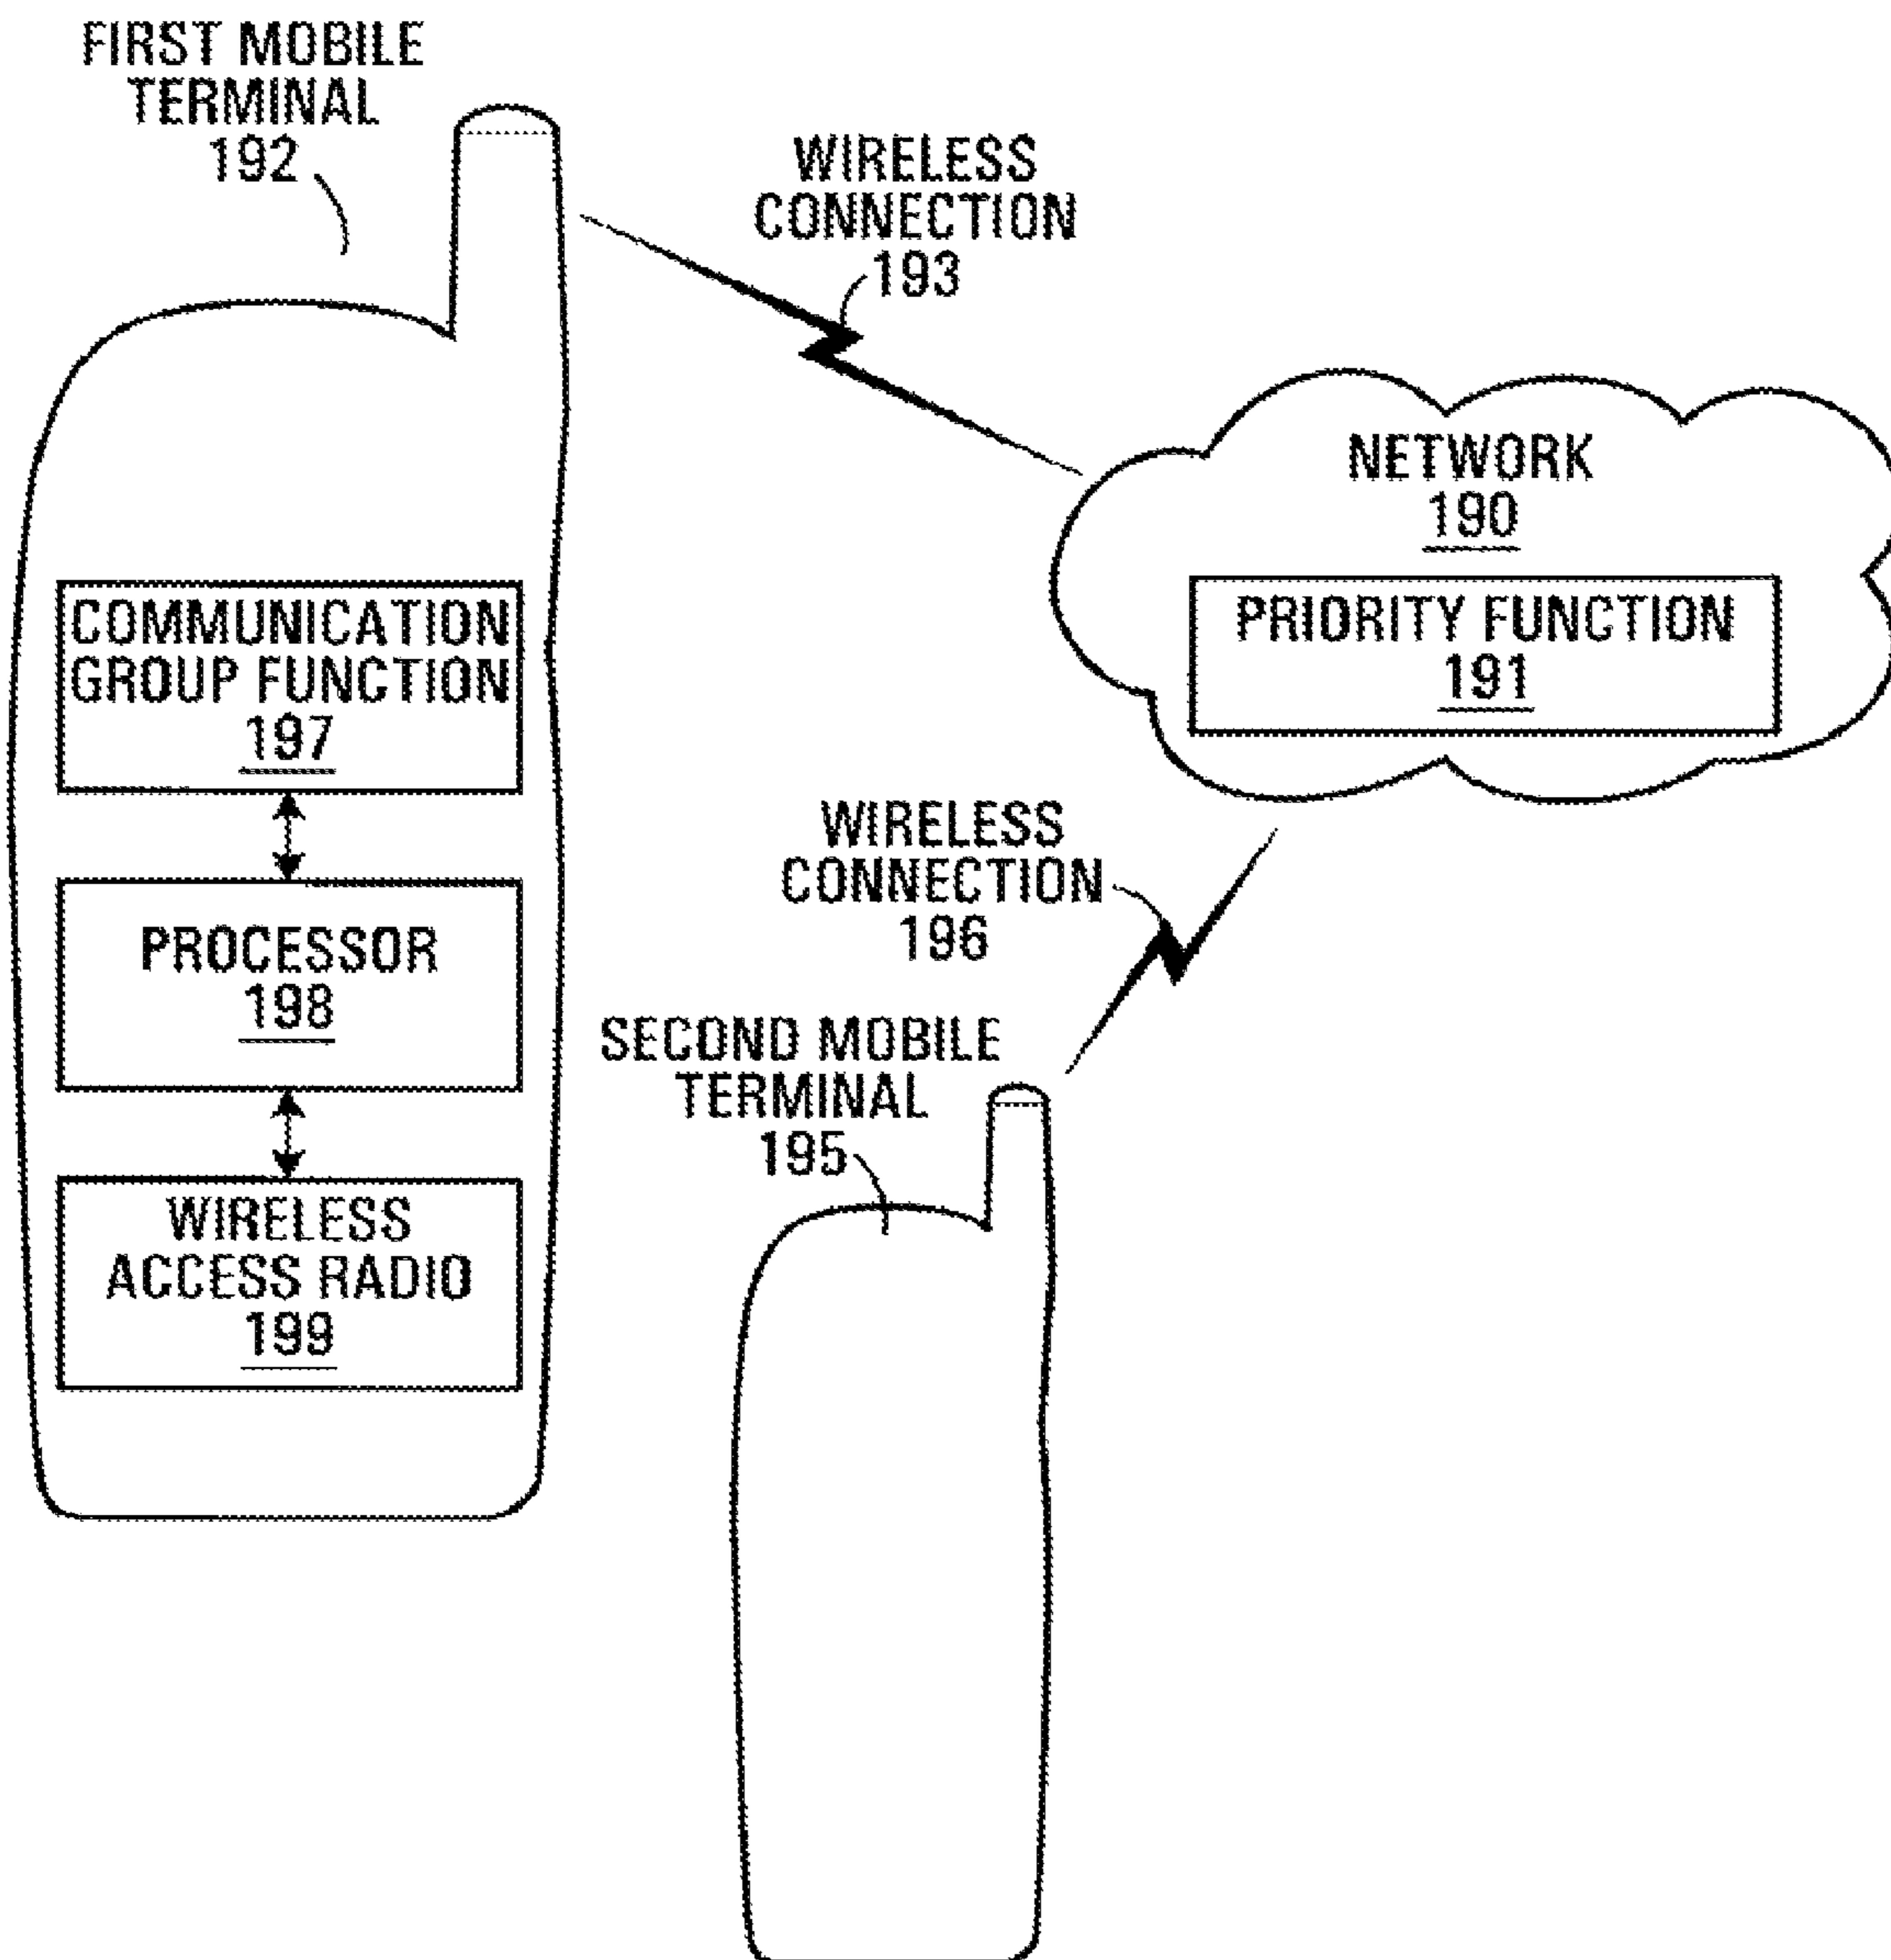 FIRST MOBILE
TERMINAL
192
WIRELESS
CONNECTION
193
NETWORK
190
PRIORITY FUNCTION
191
COMMUNICATION
GROUP FUNCTION
197
PROCESSOR
198
WIRELESS
ACCESS RADIO
199
WIRELESS
CONNECTION
196
SECOND MOBILE
TERMINAL
195